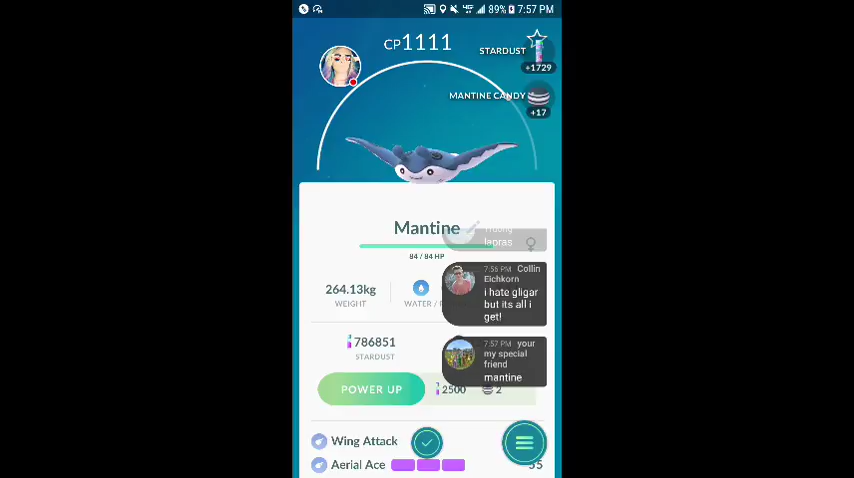 89% 7:57 PM
CP1111
STARDUST
+1729
MANTINE CANDY
+17
Mantine
84 / 84 HP
lapras
264.13kg
WEIGHT
WATER /
7:56 PM Collin
Eichkorn
i hate gligar
but its all i
get!
786851
STARDUST
7:57 PM your
my special
friend
mantine
POWER UP
2500
2
Wing Attack
Aerial Ace
55